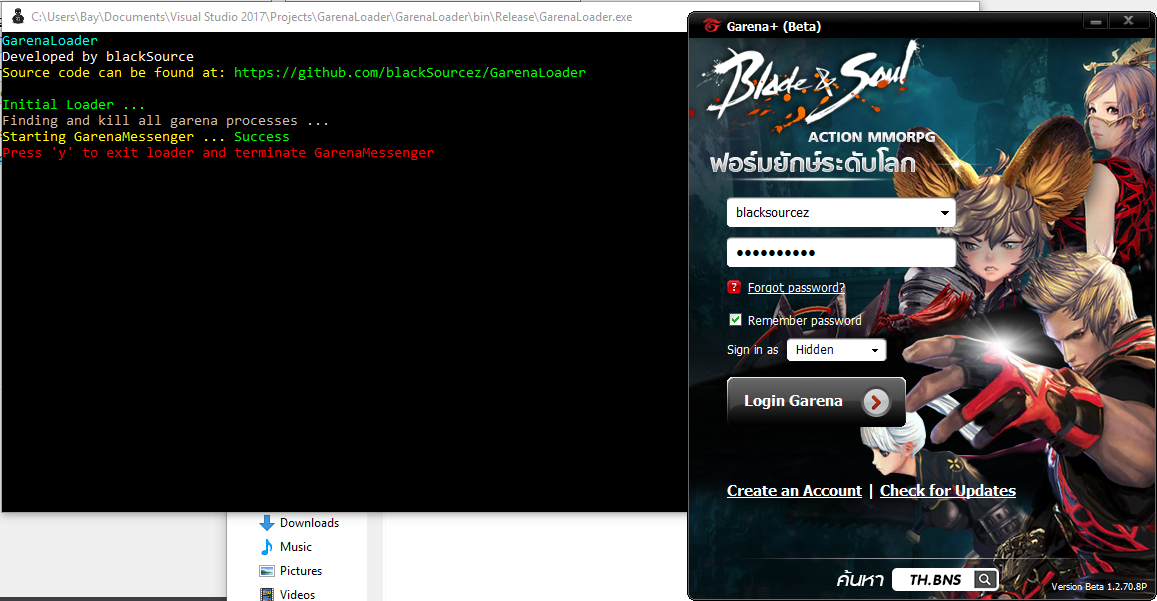 C:\Users\Bay\Documents\Visual Studio 2017\Projects\GarenaLoader\GarenaLoader\bin\Release\GarenaLoader.exe
GarenaLoader
Developed by blackSource
Source code can be found at: https://github.com/blackSourcez/GarenaLoader
Initial Loader ...
Finding and kill all garena processes ...
Starting GarenaMessenger ... Success
Press 'y' to exit loader and terminate GarenaMessenger
Downloads
Music
Pictures
Videos
Garena+ (Beta)
Blade & Soul
ACTION MMORPG
ฟอร์มยักษ์ระดับโลก
blacksourcez
••••••••••
? Forgot password?
Remember password
Sign in as Hidden
Login Garena
Create an Account | Check for Updates
ค้นหา TH.BNS
Version Beta 1.2.70.8P